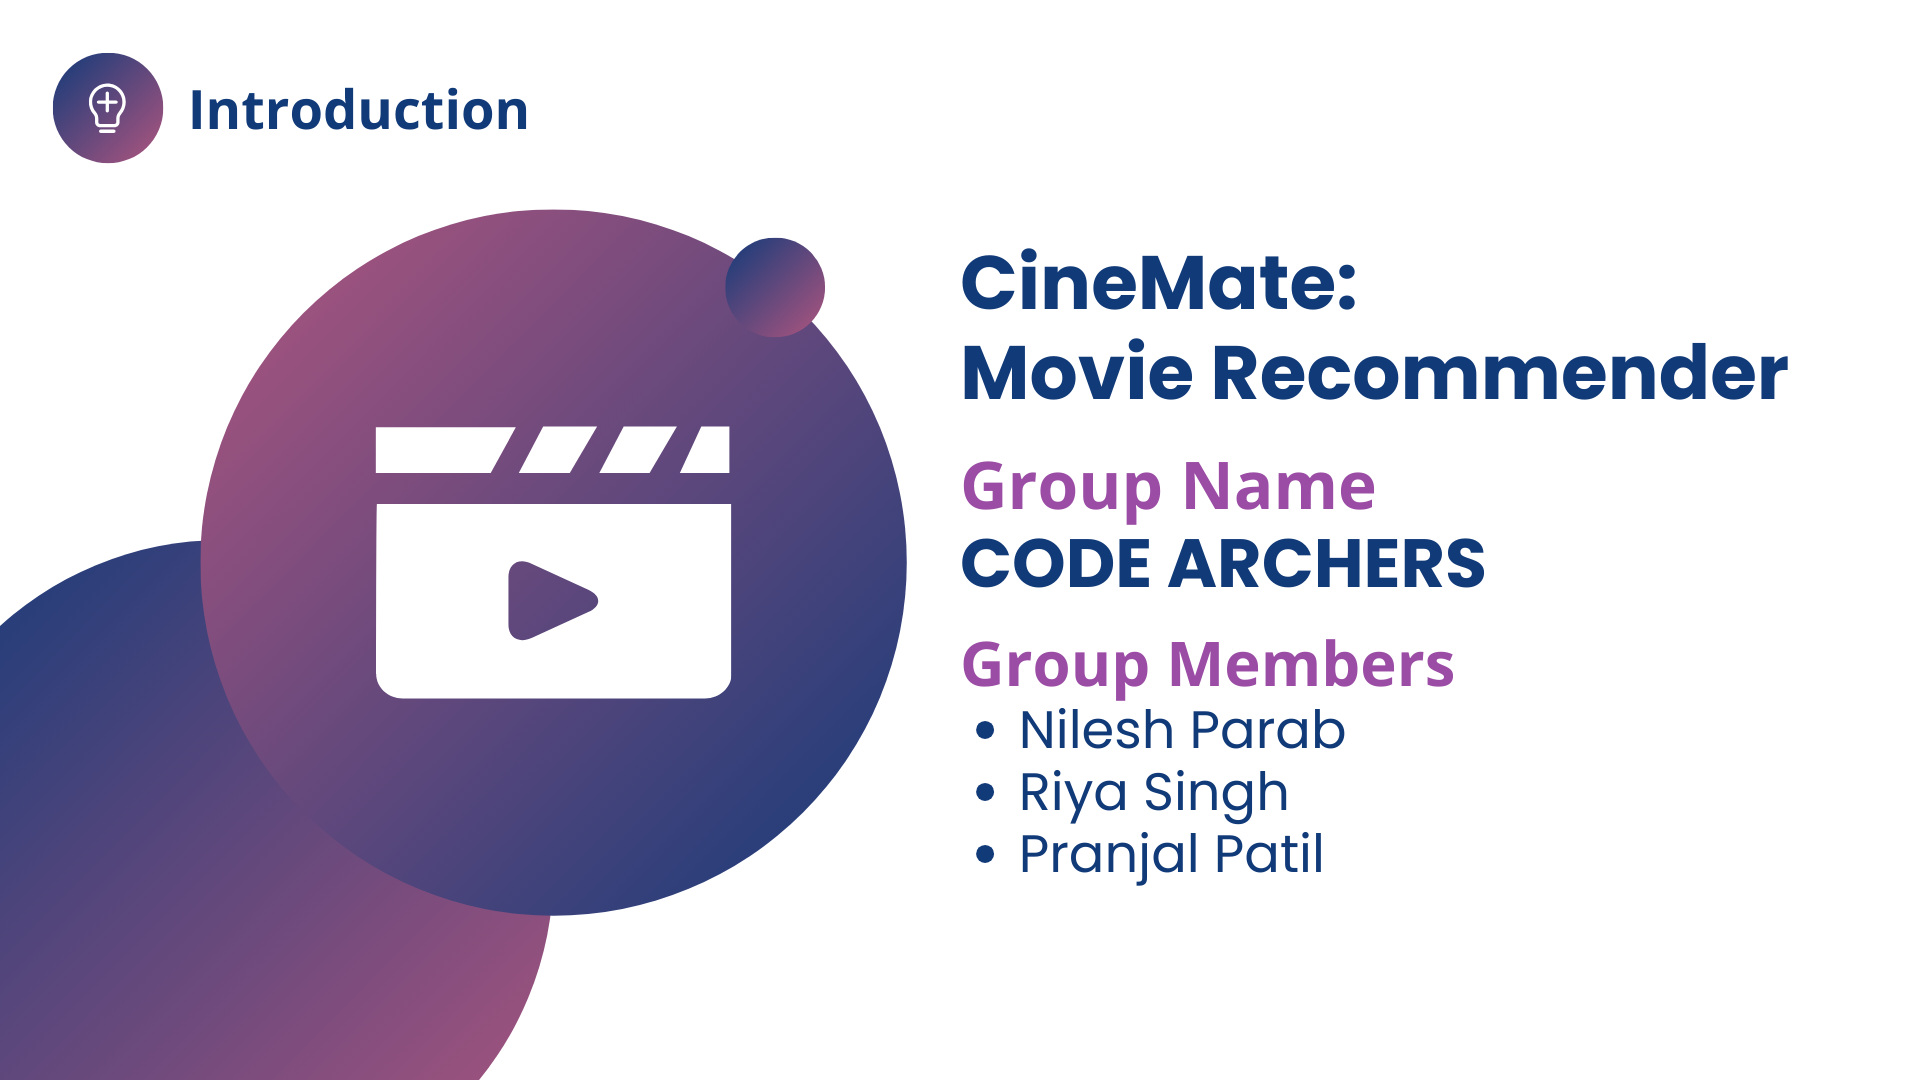 Introduction
CineMate:
Movie Recommender
Group Name
CODE ARCHERS
Group Members
• Nilesh Parab
• Riya Singh
• Pranjal Patil